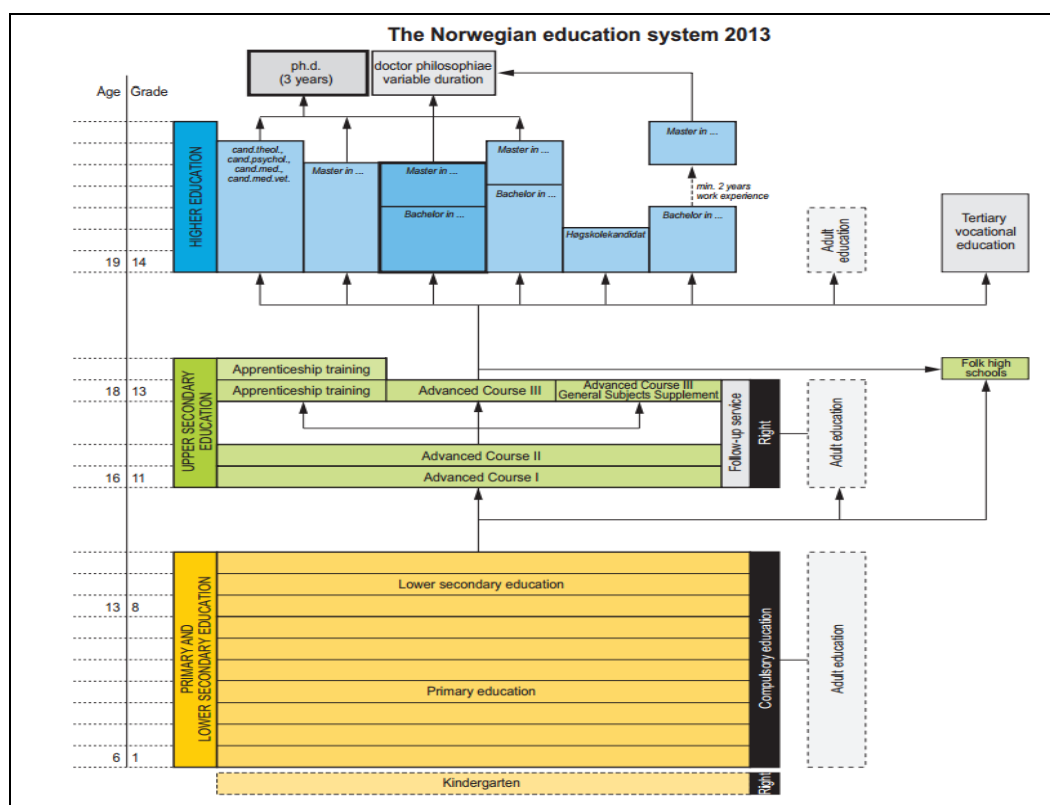 The Norwegian education system 2013
ph.d.
(3 years)
doctor philosophiae
variable duration
Age
Grade
HIGHER EDUCATION
cand.theol.,
cand.psychol.,
cand.med.,
cand.med.vet.
Master in ...
Master in ...
Bachelor in ...
Master in ...
Bachelor in ...
Høgskolekandidat
Master in ...
min. 2 years
work experience
Bachelor in ...
Adult
education
Tertiary
vocational
education
19
14
UPPER SECONDARY
EDUCATION
Apprenticeship training
18
13
Apprenticeship training
Advanced Course III
Advanced Course III
General Subjects Supplement
Follow-up service
Right
Adult education
Folk high
schools
Advanced Course II
16
11
Advanced Course I
PRIMARY AND
LOWER SECONDARY EDUCATION
Lower secondary education
13
8
Primary education
6
1
Compulsory education
Adult education
Kindergarten
Right